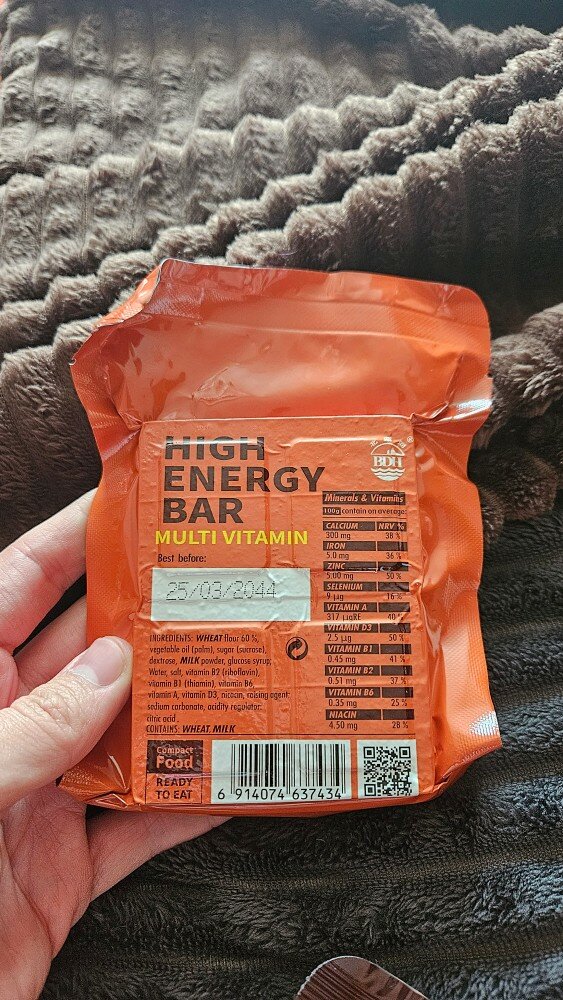 HIGH
ENERGY
BAR
MULTI VITAMIN
Best before:
25/03/2044
INGREDIENTS: WHEAT flour 60 %,
vegetable oil (palm), sugar (sucrose),
dextrose, MILK powder, glucose syrup,
Water, salt, vitamin B2 (riboflavin),
vitamin B1 (thiamin), vitamin B6,
vitamin A, vitamin D3, niacin, raising agent:
sodium carbonate, acidity regulator:
citric acid.
CONTAINS: WHEAT, MILK
Compact
Food
READY
TO EAT
6 914074 637434
BDH
®
Minerals & Vitamins
100g contain on average:
CALCIUM NRV %
300 mg 38 %
IRON
5.0 mg 36 %
ZINC
5.00 mg 50 %
SELENIUM
9 µg 16 %
VITAMIN A
317 µgRE 40 %
VITAMIN D3
2.5 µg 50 %
VITAMIN B1
0.45 mg 41 %
VITAMIN B2
0.51 mg 37 %
VITAMIN B6
0.35 mg 25 %
NIACIN
4.50 mg 28 %